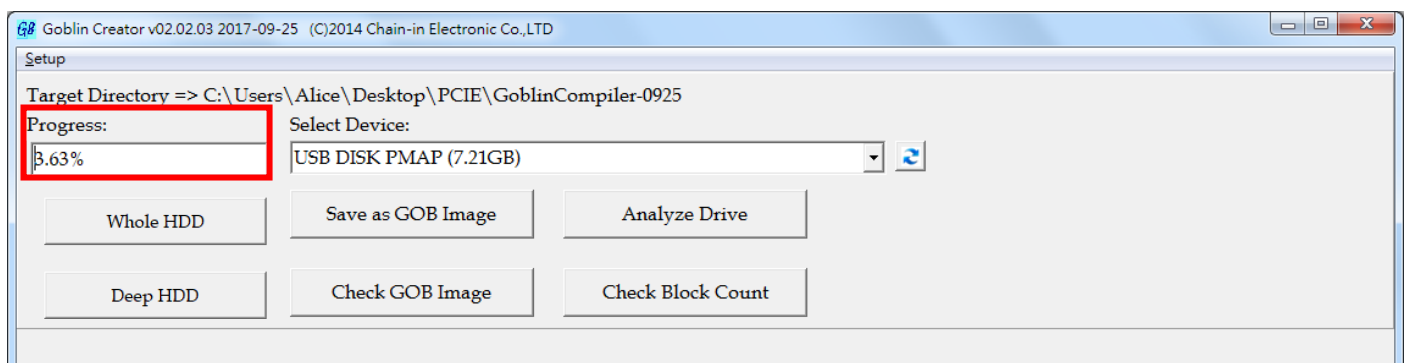 GB Goblin Creator v02.02.03 2017-09-25 (C)2014 Chain-in Electronic Co.,LTD
Setup
Target Directory => C:\Users\Alice\Desktop\PCIE\GoblinCompiler-0925
Progress: Select Device:
3.63% USB DISK PMAP (7.21GB)
Whole HDD Save as GOB Image Analyze Drive
Deep HDD Check GOB Image Check Block Count